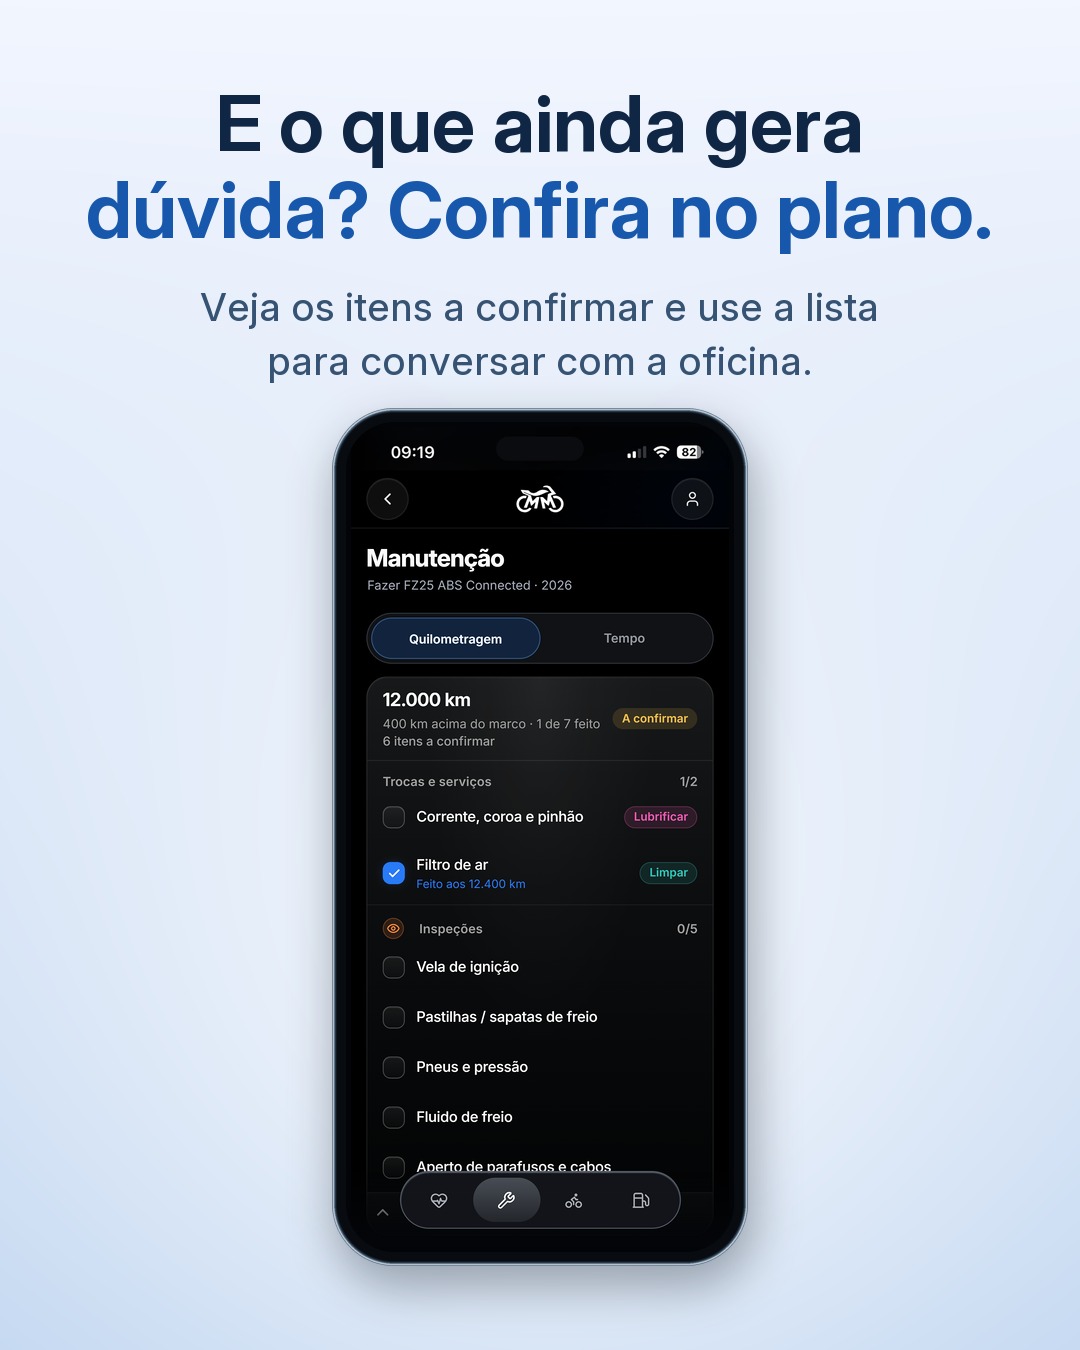 E o que ainda gera
dúvida? Confira no plano.
Veja os itens a confirmar e use a lista
para conversar com a oficina.
09:19
82
MM
Manutenção
Fazer FZ25 ABS Connected · 2026
Quilometragem
Tempo
12.000 km
400 km acima do marco · 1 de 7 feito
6 itens a confirmar
A confirmar
Trocas e serviços
1/2
Corrente, coroa e pinhão
Lubrificar
Filtro de ar
Feito aos 12.400 km
Limpar
Inspeções
0/5
Vela de ignição
Pastilhas / sapatas de freio
Pneus e pressão
Fluido de freio
Aperto de parafusos e cabos